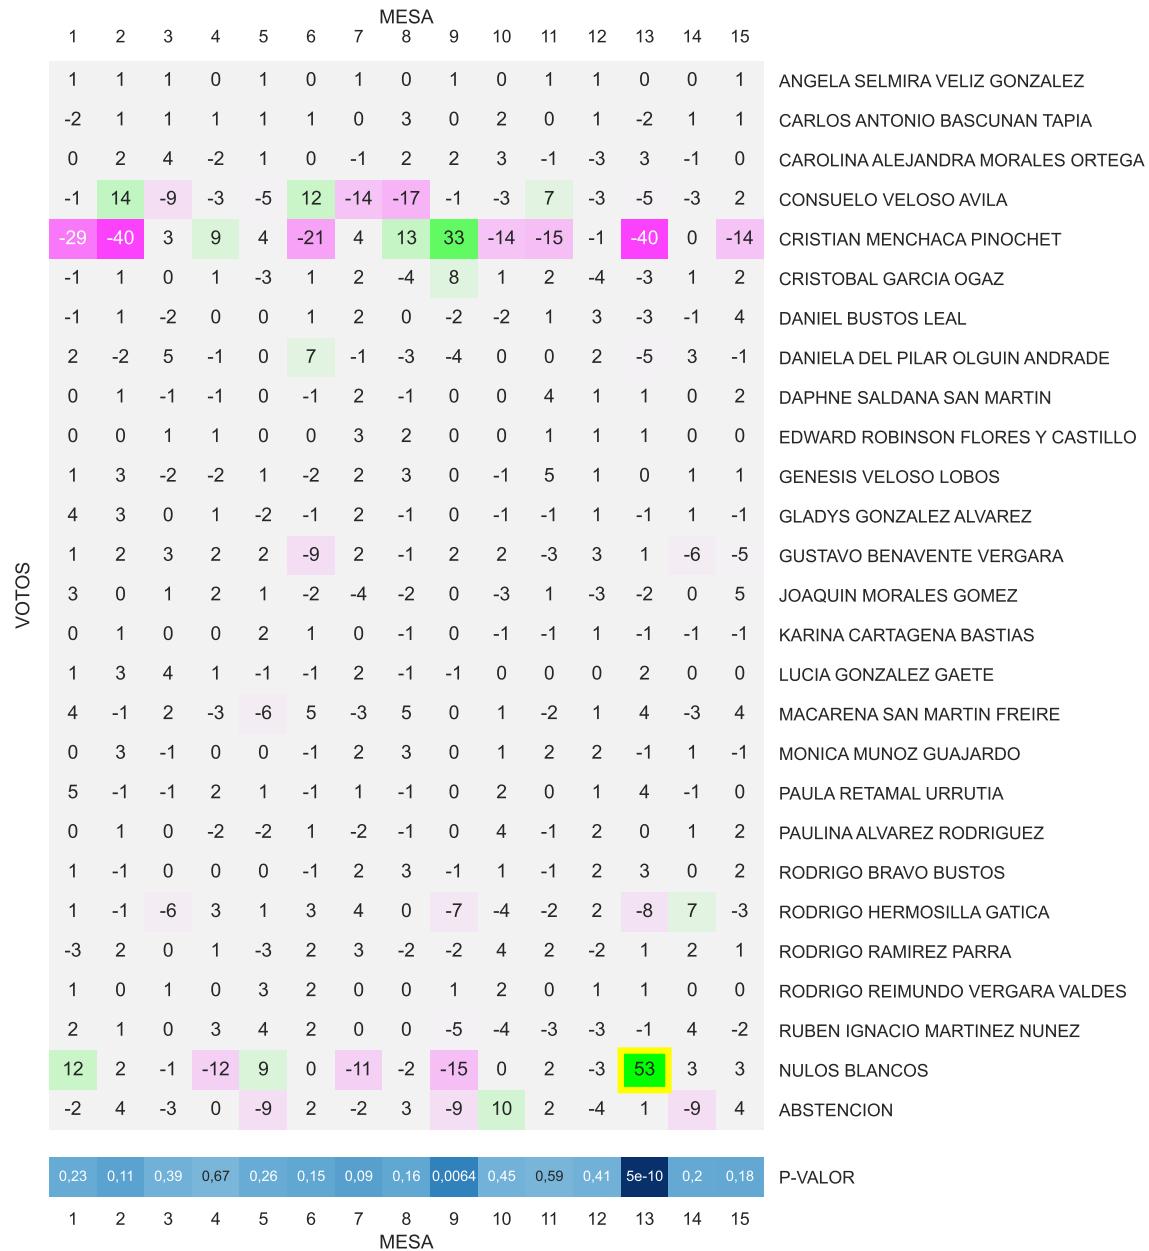 MESA
1 2 3 4 5 6 7 8 9 10 11 12 13 14 15
1 1 1 0 1 0 1 0 1 0 1 1 0 0 1 ANGELA SELMIRA VELIZ GONZALEZ
-2 1 1 1 1 1 0 3 0 2 0 1 -2 1 1 CARLOS ANTONIO BASCUNAN TAPIA
0 2 4 -2 1 0 -1 2 2 3 -1 -3 3 -1 0 CAROLINA ALEJANDRA MORALES ORTEGA
-1 14 -9 -3 -5 12 -14 -17 -1 -3 7 -3 -5 -3 2 CONSUELO VELOSO AVILA
-29 -40 3 9 4 -21 4 13 33 -14 -15 -1 -40 0 -14 CRISTIAN MENCHACA PINOCHET
-1 1 0 1 -3 1 2 -4 8 1 2 -4 -3 1 2 CRISTOBAL GARCIA OGAZ
-1 1 -2 0 0 1 2 0 -2 -2 1 3 -3 -1 4 DANIEL BUSTOS LEAL
2 -2 5 -1 0 7 -1 -3 -4 0 0 2 -5 3 -1 DANIELA DEL PILAR OLGUIN ANDRADE
0 1 -1 -1 0 -1 2 -1 0 0 4 1 1 0 2 DAPHNE SALDANA SAN MARTIN
0 0 1 1 0 0 3 2 0 0 1 1 1 0 0 EDWARD ROBINSON FLORES Y CASTILLO
1 3 -2 -2 1 -2 2 3 0 -1 5 1 0 1 1 GENESIS VELOSO LOBOS
4 3 0 1 -2 -1 2 -1 0 -1 -1 1 -1 1 -1 GLADYS GONZALEZ ALVAREZ
1 2 3 2 2 -9 2 -1 2 2 -3 3 1 -6 -5 GUSTAVO BENAVENTE VERGARA
3 0 1 2 1 -2 -4 -2 0 -3 1 -3 -2 0 5 JOAQUIN MORALES GOMEZ
0 1 0 0 2 1 0 -1 0 -1 -1 1 -1 -1 -1 KARINA CARTAGENA BASTIAS
1 3 4 1 -1 -1 2 -1 -1 0 0 0 2 0 0 LUCIA GONZALEZ GAETE
4 -1 2 -3 -6 5 -3 5 0 1 -2 1 4 -3 4 MACARENA SAN MARTIN FREIRE
0 3 -1 0 0 -1 2 3 0 1 2 2 -1 1 -1 MONICA MUNOZ GUAJARDO
5 -1 -1 2 1 -1 1 -1 0 2 0 1 4 -1 0 PAULA RETAMAL URRUTIA
0 1 0 -2 -2 1 -2 -1 0 4 -1 2 0 1 2 PAULINA ALVAREZ RODRIGUEZ
1 -1 0 0 0 -1 2 3 -1 1 -1 2 3 0 2 RODRIGO BRAVO BUSTOS
1 -1 -6 3 1 3 4 0 -7 -4 -2 2 -8 7 -3 RODRIGO HERMOSILLA GATICA
-3 2 0 1 -3 2 3 -2 -2 4 2 -2 1 2 1 RODRIGO RAMIREZ PARRA
1 0 1 0 3 2 0 0 1 2 0 1 1 0 0 RODRIGO REIMUNDO VERGARA VALDES
2 1 0 3 4 2 0 0 -5 -4 -3 -3 -1 4 -2 RUBEN IGNACIO MARTINEZ NUNEZ
12 2 -1 -12 9 0 -11 -2 -15 0 2 -3 53 3 3 NULOS BLANCOS
-2 4 -3 0 -9 2 -2 3 -9 10 2 -4 1 -9 4 ABSTENCION
VOTOS
0,23 0,11 0,39 0,67 0,26 0,15 0,09 0,16 0,0064 0,45 0,59 0,41 5e-10 0,2 0,18 P-VALOR
1 2 3 4 5 6 7 8 9 10 11 12 13 14 15
MESA